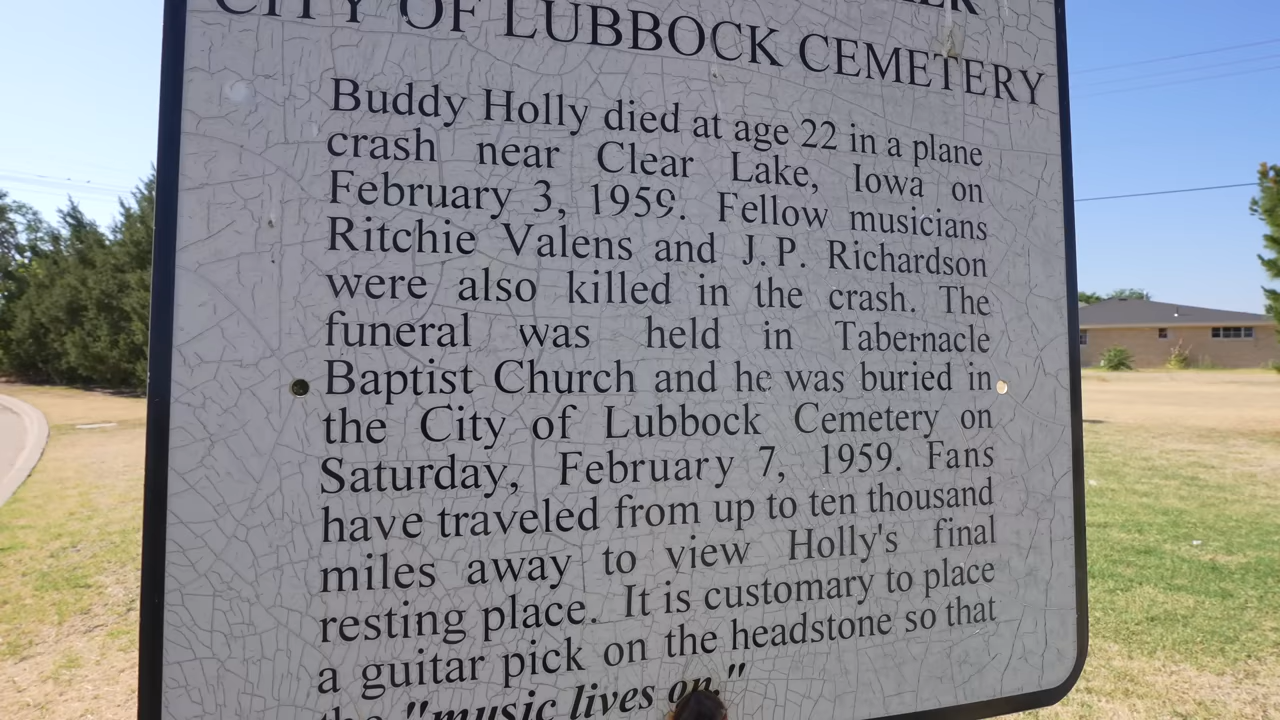 CITY OF LUBBOCK CEMETERY
Buddy Holly died at age 22 in a plane
crash near Clear Lake, Iowa on
February 3, 1959. Fellow musicians
Ritchie Valens and J.P. Richardson
were also killed in the crash. The
funeral was held in Tabernacle
Baptist Church and he was buried in
the City of Lubbock Cemetery on
Saturday, February 7, 1959. Fans
have traveled from up to ten thousand
miles away to view Holly's final
resting place. It is customary to place
a guitar pick on the headstone so that
the "music lives on."